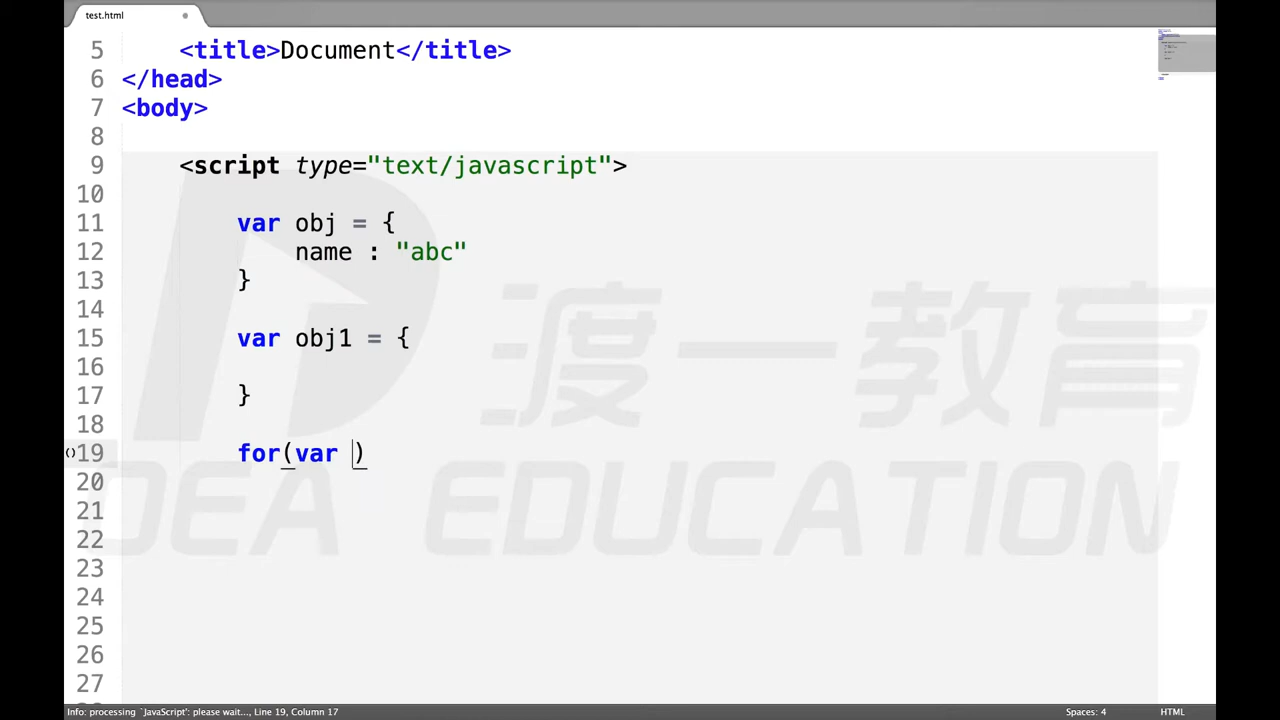 test.html
5 <title>Document</title>
6 </head>
7 <body>
8
9 <script type="text/javascript">
10
11 var obj = {
12 name : "abc"
13 }
14
15 var obj1 = {
16
17 }
18
()19 for(var )
20
21
22
23
24
25
26
27
渡一教育
IDEA EDUCATION
Info: processing `JavaScript': please wait..., Line 19, Column 17
Spaces: 4
HTML